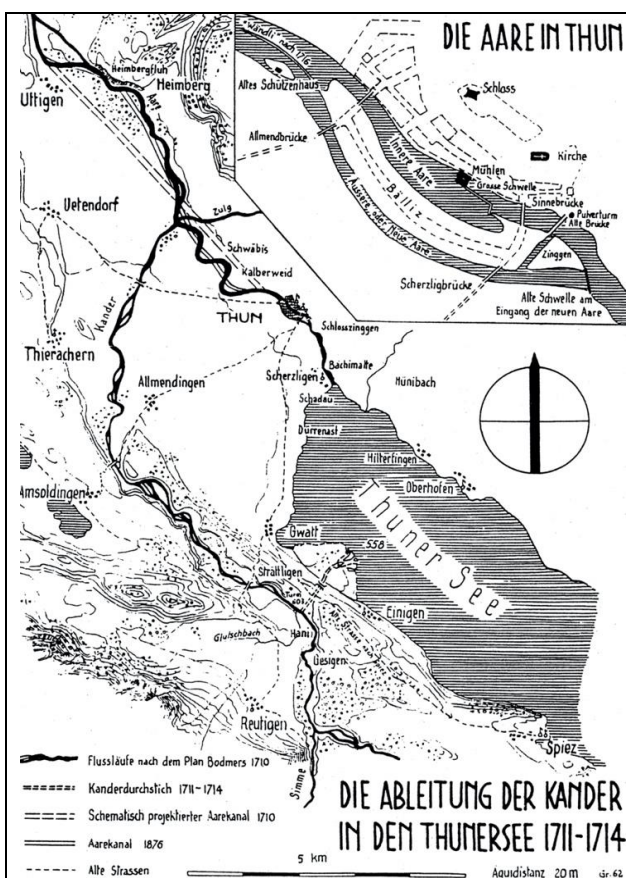 DIE AARE IN THUN
Wändli nach 1716
Altes Schützenhaus
Allmendbrücke
Schloss
Kirche
Innere Aare
Mühlen
Grosse Schwelle
Sinnebrücke
Bälliz
Äussere oder Neue Aare
Pulverturm
Alte Brücke
Zinggen
Scherzligbrücke
Alte Schwelle am
Eingang der neuen Aare
Heimbergfluh
Heimberg
Uttigen
Aare
Uetendorf
Zulg
Schwäbis
Kalberweid
Kander
THUN
Schlosszinggen
Thierachern
Allmendingen
Scherzligen
Bächimatte
Schadau
Hünibach
Dürrenast
Hilterfingen
Oberhofen
Amsoldingen
Thuner See
Gwatt
558
Strättligen
Turm
Einigen
Glütschbach
Hani
Gesigen
Reutigen
Simme
Spiez
Flussläufe nach dem Plan Bodmers 1710
Kanderdurchstich 1711-1714
Schematisch projektierter Aarekanal 1710
Aarekanal 1876
Alte Strassen
DIE ABLEITUNG DER KANDER
IN DEN THUNERSEE 1711-1714
5 km
Äquidistanz 20 m
Gr. 62